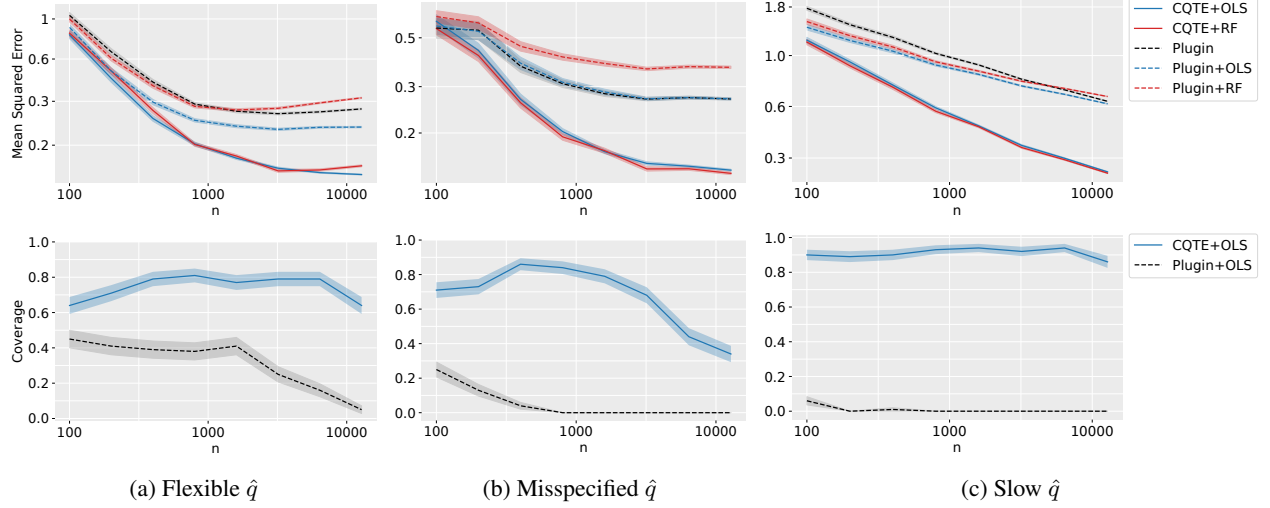 Mean Squared Error
1
0.6
0.3
0.2
100
1000
10000
n
0.5
0.3
0.2
100
1000
10000
n
1.8
1.0
0.6
0.3
100
1000
10000
n
CQTE+OLS
CQTE+RF
Plugin
Plugin+OLS
Plugin+RF
Coverage
1.0
0.8
0.6
0.4
0.2
0.0
100
1000
10000
n
1.0
0.8
0.6
0.4
0.2
0.0
100
1000
10000
n
1.0
0.8
0.6
0.4
0.2
0.0
100
1000
10000
n
CQTE+OLS
Plugin+OLS
(a) Flexible q̂
(b) Misspecified q̂
(c) Slow q̂